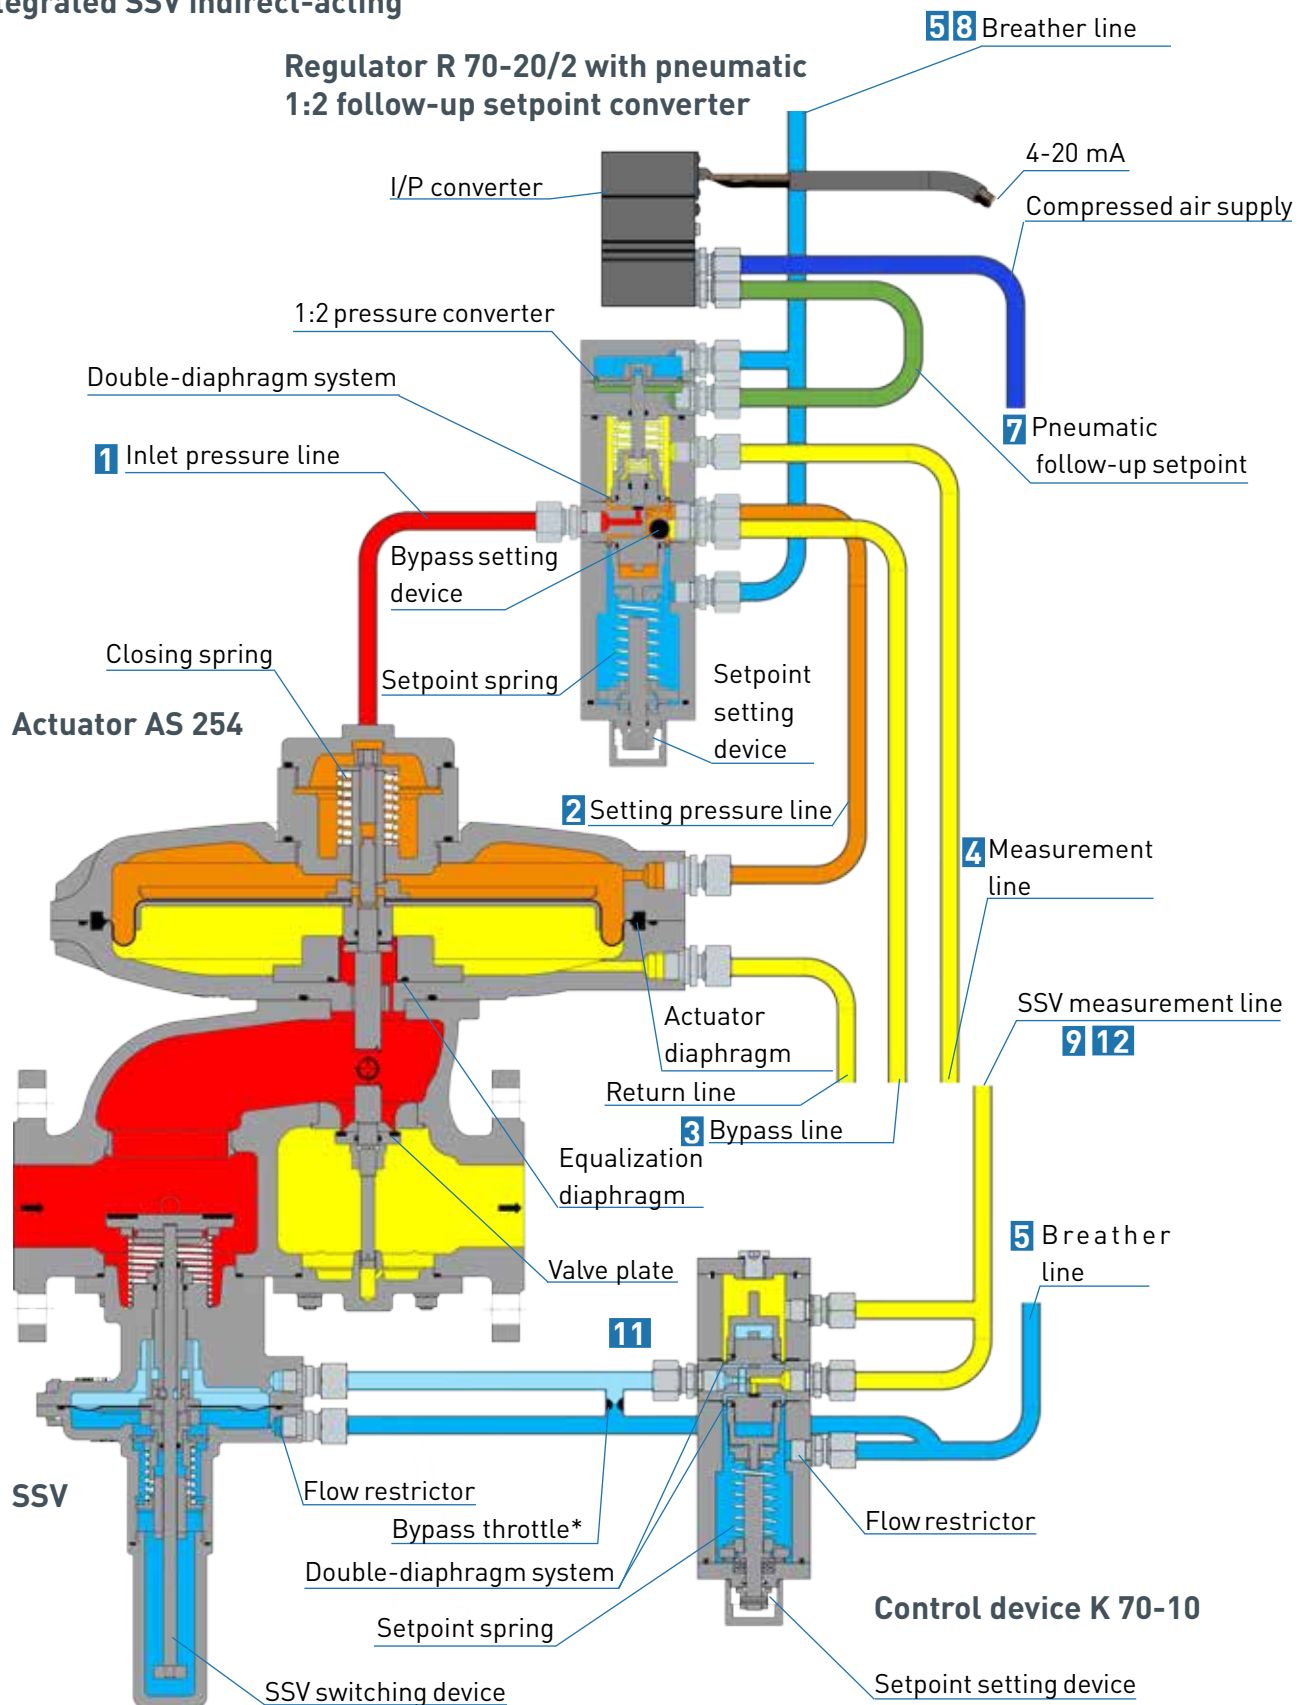 tegrated SSV indirect-acting
5 8 Breather line
Regulator R 70-20/2 with pneumatic
1:2 follow-up setpoint converter
4-20 mA
I/P converter
Compressed air supply
1:2 pressure converter
Double-diaphragm system
7 Pneumatic
follow-up setpoint
1 Inlet pressure line
Bypass setting
device
Closing spring
Setpoint spring
Setpoint
setting
device
Actuator AS 254
2 Setting pressure line
4 Measurement
line
SSV measurement line
9 12
Actuator
diaphragm
Return line
3 Bypass line
Equalization
diaphragm
5 Breather
line
Valve plate
11
SSV
Flow restrictor
Bypass throttle*
Flow restrictor
Double-diaphragm system
Control device K 70-10
Setpoint spring
Setpoint setting device
SSV switching device